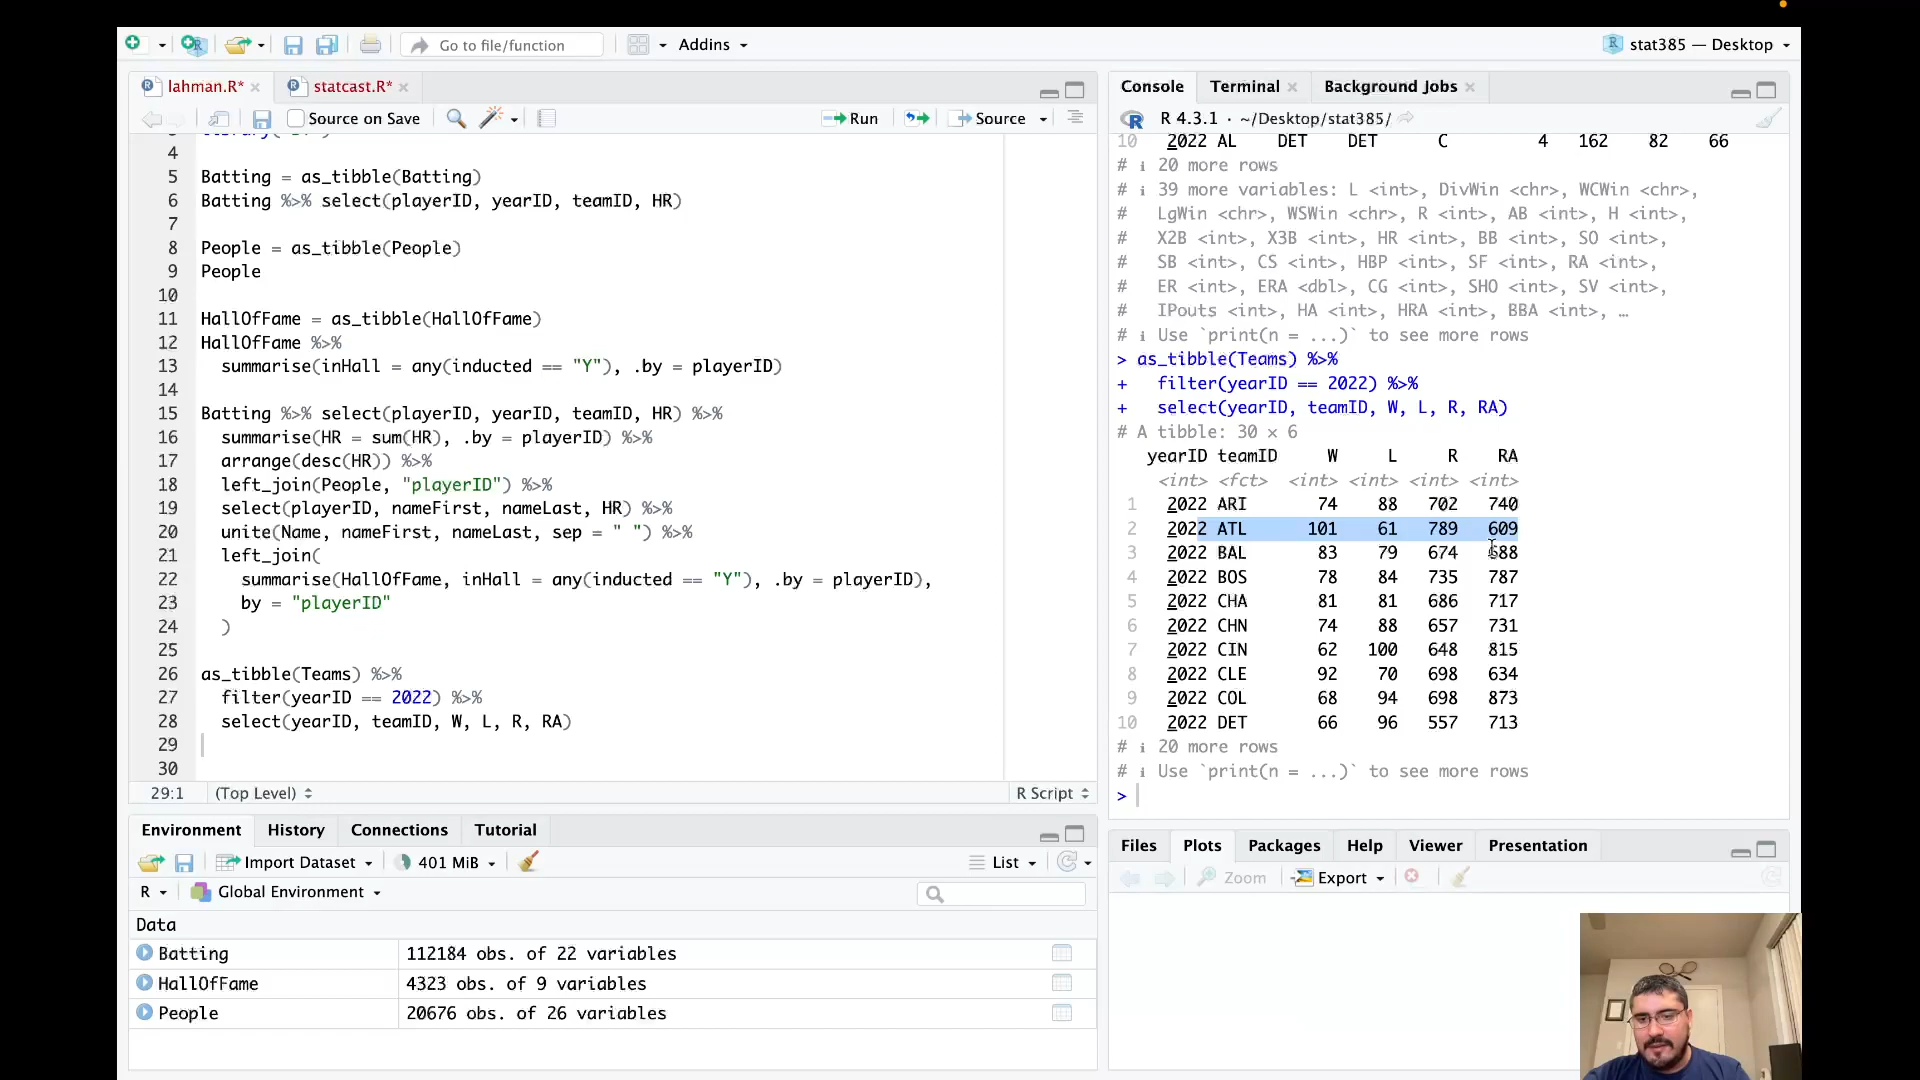 Go to file/function
Addins
stat385 — Desktop
lahman.R*
statcast.R*
Source on Save
Run
Source
4
5 Batting = as_tibble(Batting)
6 Batting %>% select(playerID, yearID, teamID, HR)
7
8 People = as_tibble(People)
9 People
10
11 HallOfFame = as_tibble(HallOfFame)
12 HallOfFame %>%
13 summarise(inHall = any(inducted == "Y"), .by = playerID)
14
15 Batting %>% select(playerID, yearID, teamID, HR) %>%
16 summarise(HR = sum(HR), .by = playerID) %>%
17 arrange(desc(HR)) %>%
18 left_join(People, "playerID") %>%
19 select(playerID, nameFirst, nameLast, HR) %>%
20 unite(Name, nameFirst, nameLast, sep = " ") %>%
21 left_join(
22 summarise(HallOfFame, inHall = any(inducted == "Y"), .by = playerID),
23 by = "playerID"
24 )
25
26 as_tibble(Teams) %>%
27 filter(yearID == 2022) %>%
28 select(yearID, teamID, W, L, R, RA)
29
30
29:1 (Top Level) R Script
Environment History Connections Tutorial
Import Dataset 401 MiB List
R Global Environment
Data
Batting 112184 obs. of 22 variables
HallOfFame 4323 obs. of 9 variables
People 20676 obs. of 26 variables
Console Terminal Background Jobs
R 4.3.1 · ~/Desktop/stat385/
10 2022 AL DET DET C 4 162 82 66
# ℹ 20 more rows
# ℹ 39 more variables: L <int>, DivWin <chr>, WCWin <chr>,
# LgWin <chr>, WSWin <chr>, R <int>, AB <int>, H <int>,
# X2B <int>, X3B <int>, HR <int>, BB <int>, SO <int>,
# SB <int>, CS <int>, HBP <int>, SF <int>, RA <int>,
# ER <int>, ERA <dbl>, CG <int>, SHO <int>, SV <int>,
# IPouts <int>, HA <int>, HRA <int>, BBA <int>, …
# ℹ Use `print(n = ...)` to see more rows
> as_tibble(Teams) %>%
+ filter(yearID == 2022) %>%
+ select(yearID, teamID, W, L, R, RA)
# A tibble: 30 × 6
yearID teamID W L R RA
<int> <fct> <int> <int> <int> <int>
1 2022 ARI 74 88 702 740
2 2022 ATL 101 61 789 609
3 2022 BAL 83 79 674 688
4 2022 BOS 78 84 735 787
5 2022 CHA 81 81 686 717
6 2022 CHN 74 88 657 731
7 2022 CIN 62 100 648 815
8 2022 CLE 92 70 698 634
9 2022 COL 68 94 698 873
10 2022 DET 66 96 557 713
# ℹ 20 more rows
# ℹ Use `print(n = ...)` to see more rows
>
Files Plots Packages Help Viewer Presentation
Zoom Export